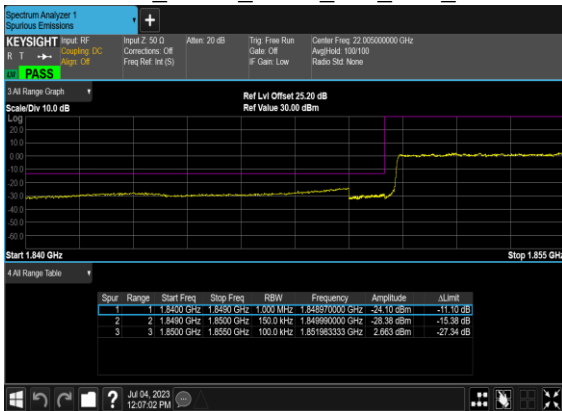 Spectrum Analyzer 1
Spurious Emissions
KEYSIGHT Input: RF Input Z: 50 Ω Atten: 20 dB Trig: Free Run Center Freq: 22.005000000 GHz
R T Coupling: DC Corrections: Off Gate: Off Avg|Hold: 100/100
Align: Off Freq Ref: Int (S) IF Gain: Low Radio Std: None
PASS
3 All Range Graph
Ref Lvl Offset 25.20 dB
Scale/Div 10.0 dB Ref Value 30.00 dBm
Log
20.0
10.0
0.00
-10.0
-20.0
-30.0
-40.0
-50.0
-60.0
Start 1.840 GHz Stop 1.855 GHz
4 All Range Table
Spur Range Start Freq Stop Freq RBW Frequency Amplitude ΔLimit
1 1 1.8400 GHz 1.8490 GHz 1.000 MHz 1.848970000 GHz -24.10 dBm -11.10 dB
2 2 1.8490 GHz 1.8500 GHz 150.0 kHz 1.849990000 GHz -28.38 dBm -15.38 dB
3 3 1.8500 GHz 1.8550 GHz 100.0 kHz 1.851983333 GHz 2.663 dBm -27.34 dB
? Jul 04, 2023
12:07:02 PM